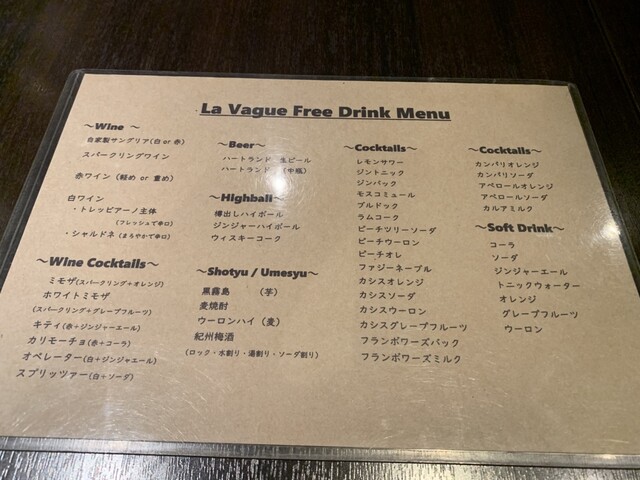 La Vague Free Drink Menu
～Wine ～
自家製サングリア(白 or 赤)
スパークリングワイン
赤ワイン (軽め or 重め)
白ワイン
・トレッビアーノ主体
(フレッシュで辛口)
・シャルドネ (まろやかで辛口)
～Wine Cocktails～
ミモザ(スパークリング+オレンジ)
ホワイトミモザ
(スパークリング+グレープフルーツ)
キティ(赤+ジンジャーエール)
カリモーチョ(赤+コーラ)
オペレーター(白+ジンジャエール)
スプリッツァー(白+ソーダ)
～Beer～
ハートランド 生ビール
ハートランド (中瓶)
～Highball～
樽出しハイボール
ジンジャーハイボール
ウィスキーコーク
～Shotyu / Umesyu～
黒霧島 (芋)
麦焼酎
ウーロンハイ (麦)
紀州梅酒
(ロック・水割り・湯割り・ソーダ割り)
～Cocktalls～
レモンサワー
ジントニック
ジンバック
モスコミュール
ブルドック
ラムコーク
ピーチツリーソーダ
ピーチウーロン
ピーチオレ
ファジーネーブル
カシスオレンジ
カシスソーダ
カシスウーロン
カシスグレープフルーツ
フランボワーズバック
フランボワーズミルク
～Cocktalls～
カンパリオレンジ
カンパリソーダ
アペロールオレンジ
アペロールソーダ
カルアミルク
～Soft Drink～
コーラ
ソーダ
ジンジャーエール
トニックウォーター
オレンジ
グレープフルーツ
ウーロン